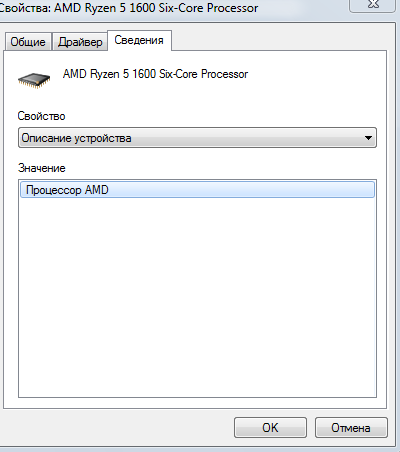 Свойства: AMD Ryzen 5 1600 Six-Core Processor
Общие Драйвер Сведения
AMD Ryzen 5 1600 Six-Core Processor
Свойство
Описание устройства
Значение
Процессор AMD
OK Отмена